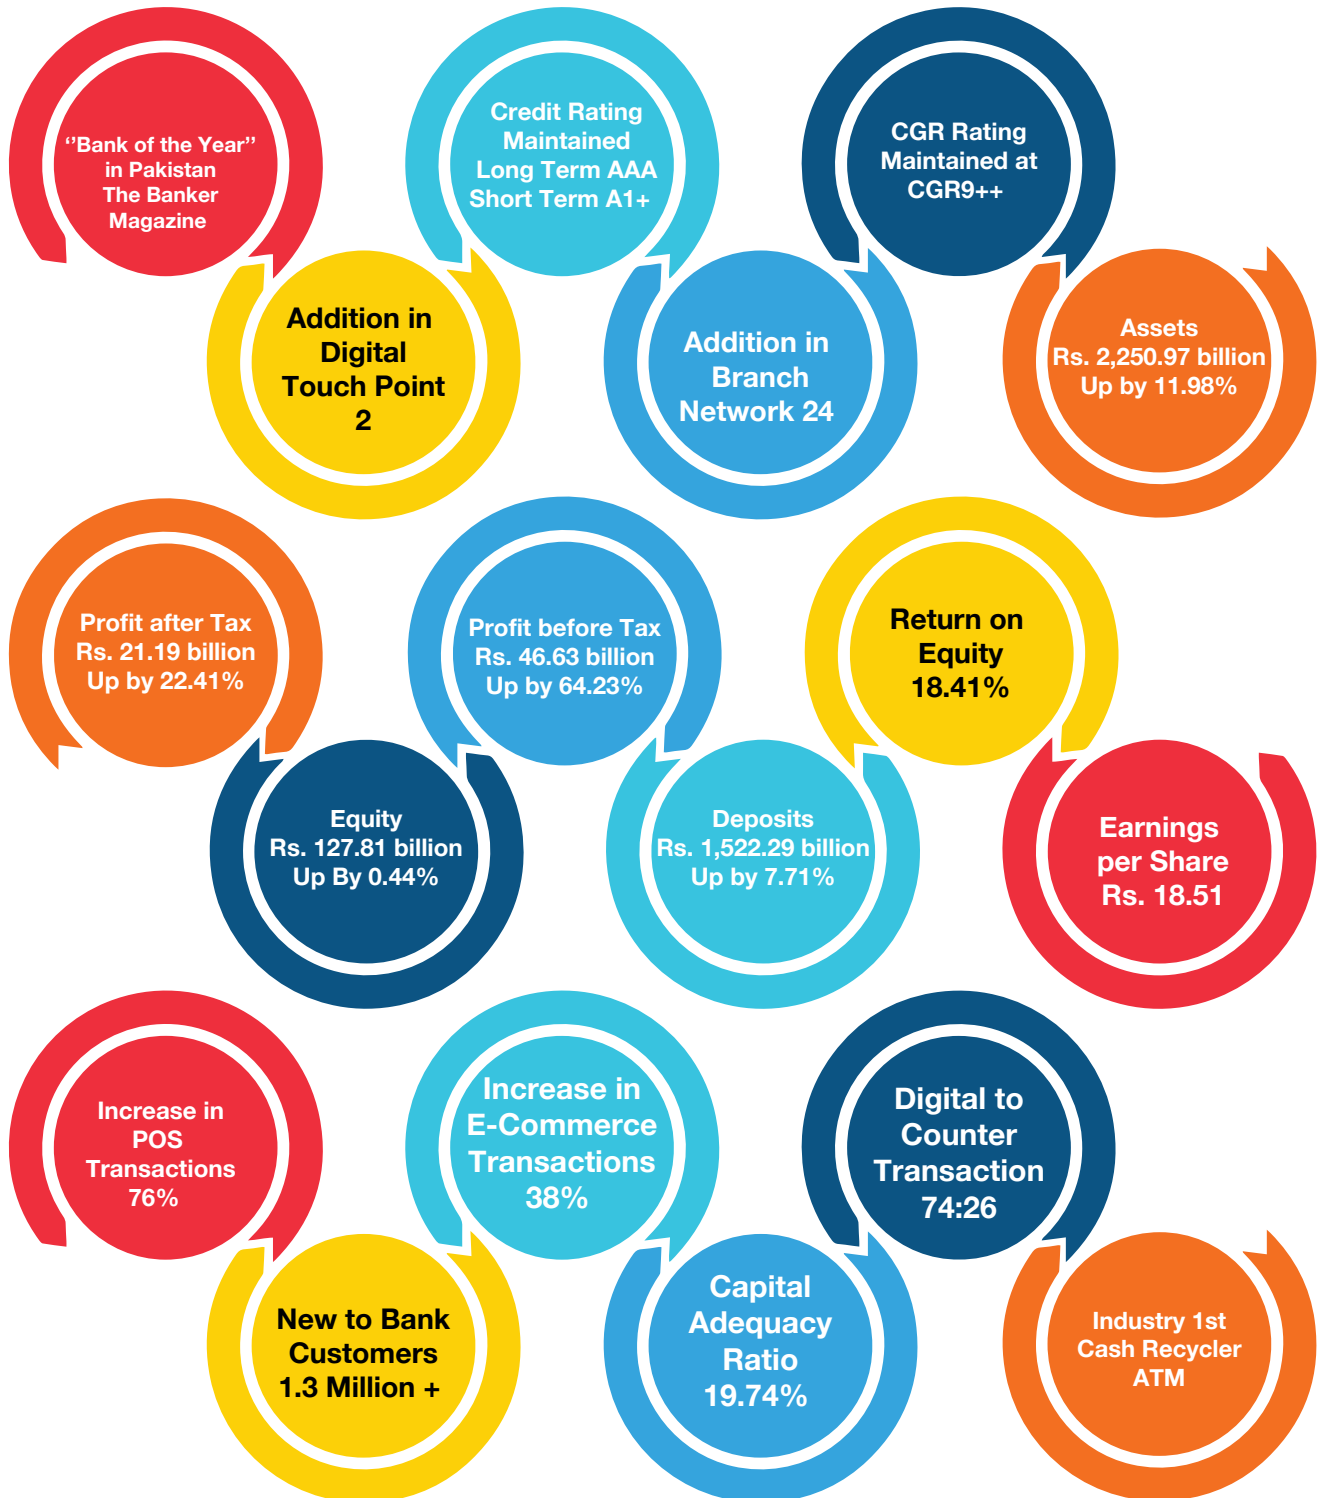 ‘’Bank of the Year’’
in Pakistan
The Banker
Magazine
Addition in
Digital
Touch Point
2
Credit Rating
Maintained
Long Term AAA
Short Term A1+
Addition in
Branch
Network 24
CGR Rating
Maintained at
CGR9++
Assets
Rs. 2,250.97 billion
Up by 11.98%
Profit after Tax
Rs. 21.19 billion
Up by 22.41%
Equity
Rs. 127.81 billion
Up By 0.44%
Profit before Tax
Rs. 46.63 billion
Up by 64.23%
Deposits
Rs. 1,522.29 billion
Up by 7.71%
Return on
Equity
18.41%
Earnings
per Share
Rs. 18.51
Increase in
POS
Transactions
76%
New to Bank
Customers
1.3 Million +
Increase in
E-Commerce
Transactions
38%
Capital
Adequacy
Ratio
19.74%
Digital to
Counter
Transaction
74:26
Industry 1st
Cash Recycler
ATM